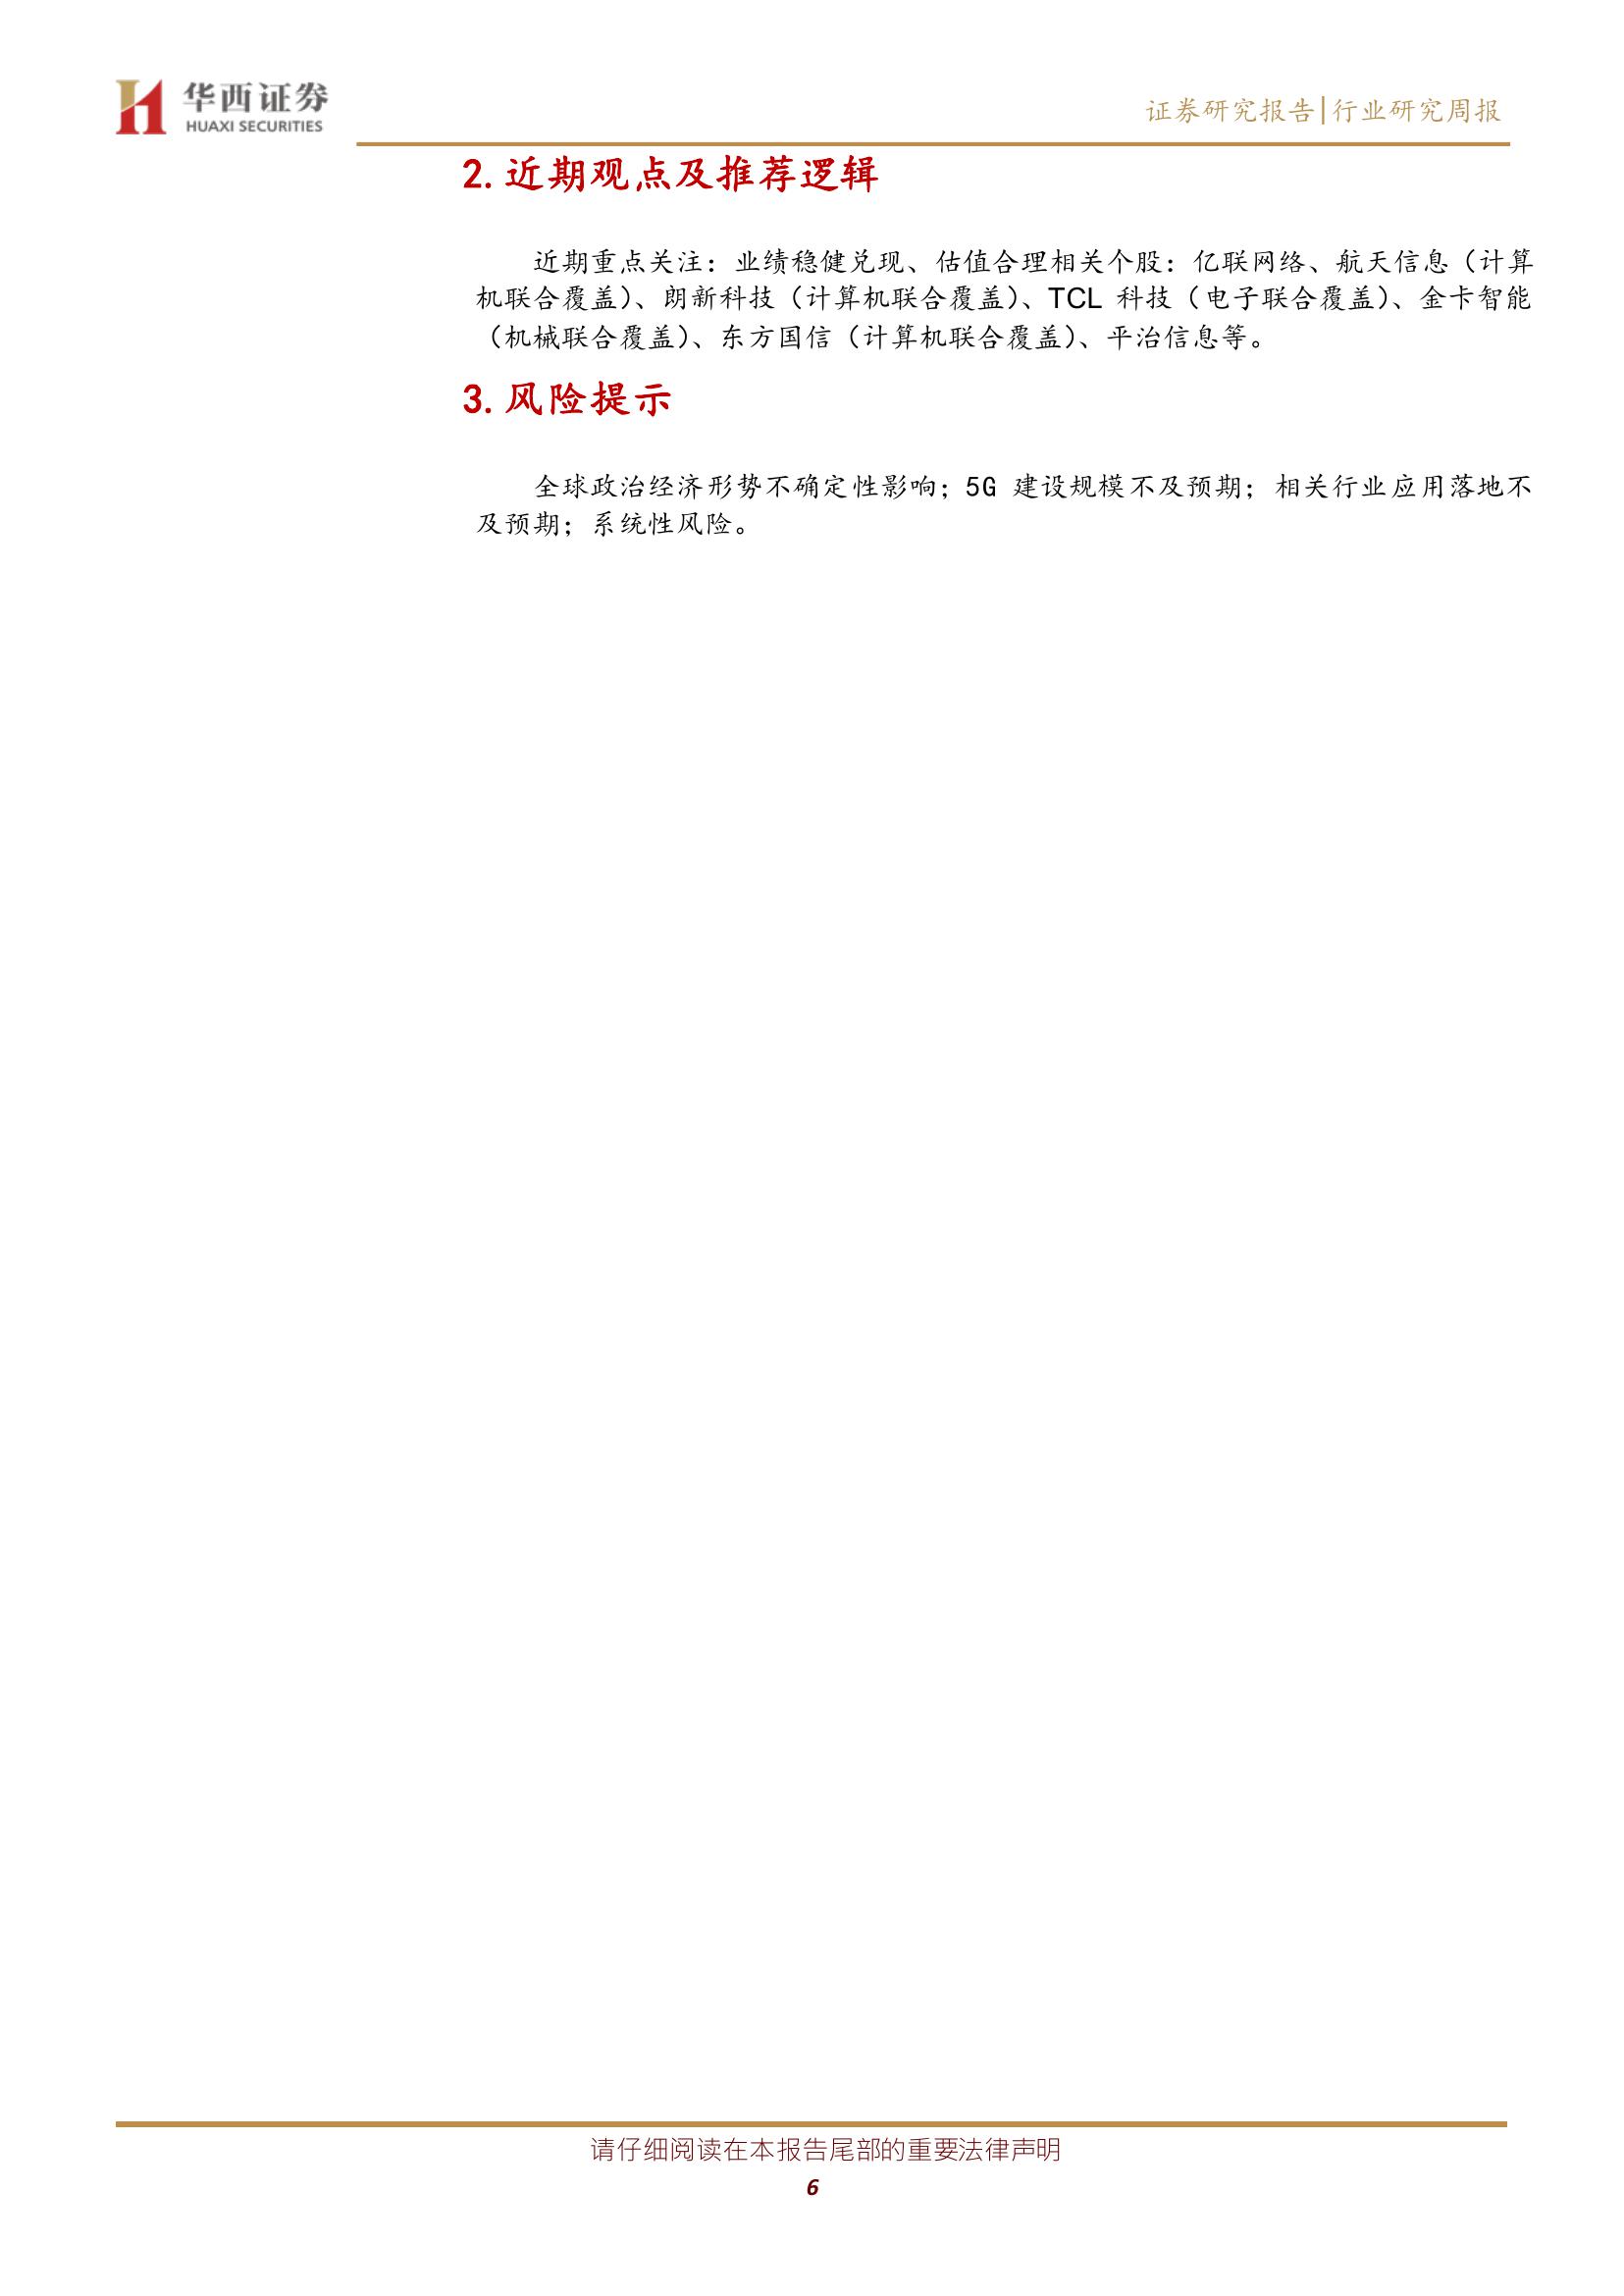 华西证券
HUAXI SECURITIES
证券研究报告|行业研究周报
2.近期观点及推荐逻辑
近期重点关注：业绩稳健兑现、估值合理相关个股：亿联网络、航天信息（计算
机联合覆盖）、朗新科技（计算机联合覆盖）、TCL 科技（电子联合覆盖）、金卡智能
（机械联合覆盖）、东方国信（计算机联合覆盖）、平治信息等。
3.风险提示
全球政治经济形势不确定性影响；5G 建设规模不及预期；相关行业应用落地不
及预期；系统性风险。
请仔细阅读在本报告尾部的重要法律声明
6